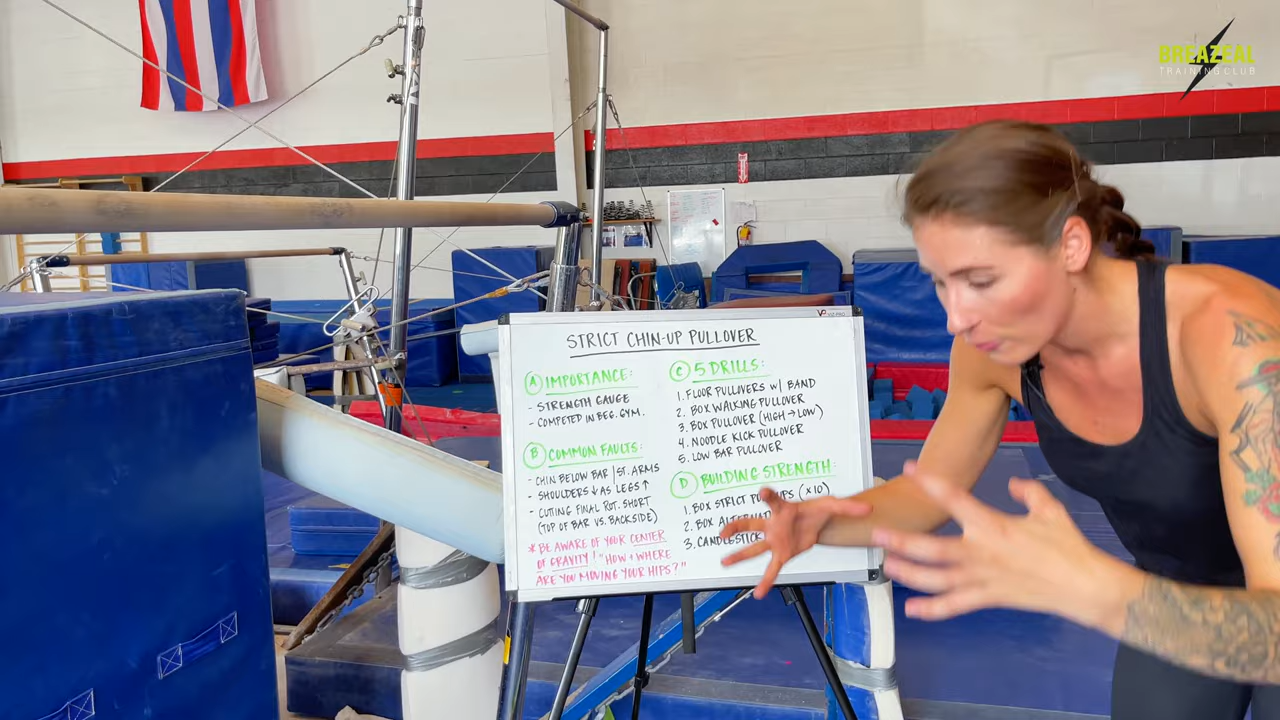 BREAZEAL
TRAINING CLUB
STRICT CHIN-UP PULLOVER
A IMPORTANCE:
- STRENGTH GAUGE
- COMPETED IN BEG. GYM.
B COMMON FAULTS:
- CHIN BELOW BAR / ST. ARMS
- SHOULDERS ↓ AS LEGS ↑
- CUTING FINAL ROT. SHORT
(TOP OF BAR VS. BACKSIDE)
* BE AWARE OF YOUR CENTER
OF GRAVITY! "HOW + WHERE
ARE YOU MOVING YOUR HIPS?"
C 5 DRILLS:
1. FLOOR PULLOVERS W/ BAND
2. BOX WALKING PULLOVER
3. BOX PULLOVER (HIGH → LOW)
4. NOODLE KICK PULLOVER
5. LOW BAR PULLOVER
D BUILDING STRENGTH:
1. BOX STRICT (X10)
2. BOX
3. CANDLESTICK